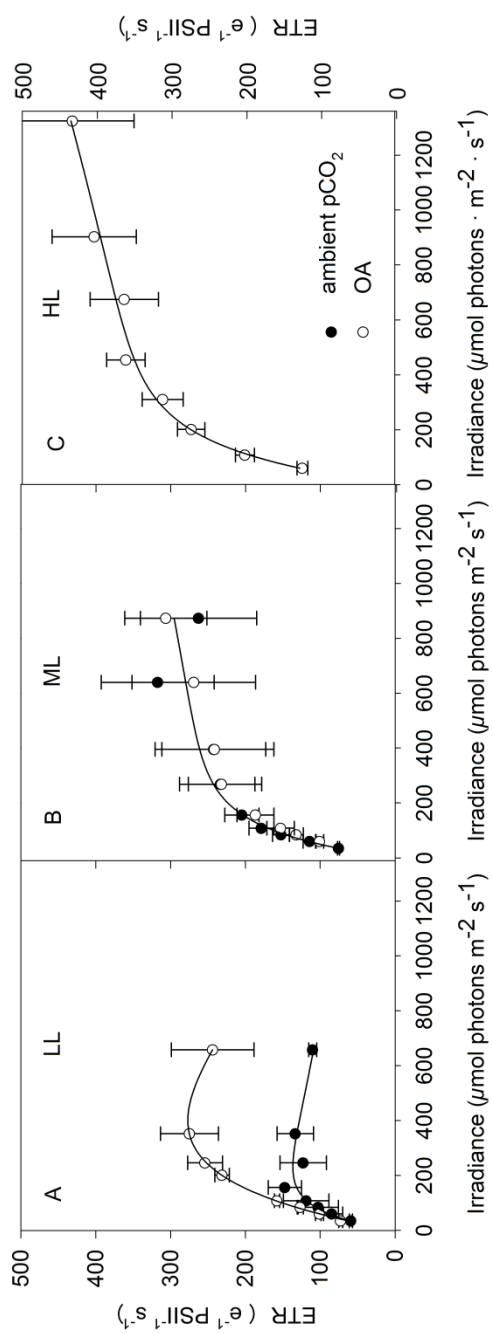 A
LL
ETR ( e⁻¹ PSII⁻¹ s⁻¹)
500
400
300
200
100
0
0 200 400 600 800 1000 1200
Irradiance (μmol photons m⁻² s⁻¹)
B
ML
0 200 400 600 800 1000 1200
Irradiance (μmol photons m⁻² s⁻¹)
C
HL
ambient pCO₂
OA
0 200 400 600 800 1000 1200
Irradiance (μmol photons · m⁻² · s⁻¹)
500
400
300
200
100
0
ETR ( e⁻¹ PSII⁻¹ s⁻¹)